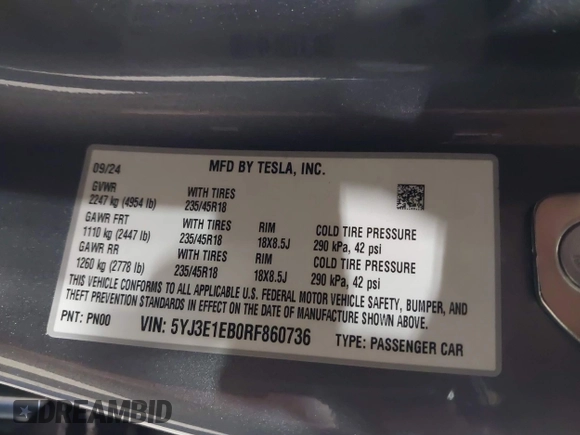 09/24 MFD BY TESLA, INC.
GVWR WITH TIRES
2247 kg (4954 lb) 235/45R18
GAWR FRT WITH TIRES RIM COLD TIRE PRESSURE
1110 kg (2447 lb) 235/45R18 18X8.5J 290 kPa, 42 psi
GAWR RR WITH TIRES RIM COLD TIRE PRESSURE
1260 kg (2778 lb) 235/45R18 18X8.5J 290 kPa, 42 psi
THIS VEHICLE CONFORMS TO ALL APPLICABLE U.S. FEDERAL MOTOR VEHICLE SAFETY, BUMPER, AND
THEFT PREVENTION STANDARDS IN EFFECT ON THE DATE OF MANUFACTURE SHOWN ABOVE.
PNT: PN00 VIN: 5YJ3E1EB0RF860736 TYPE: PASSENGER CAR
DREAMBID